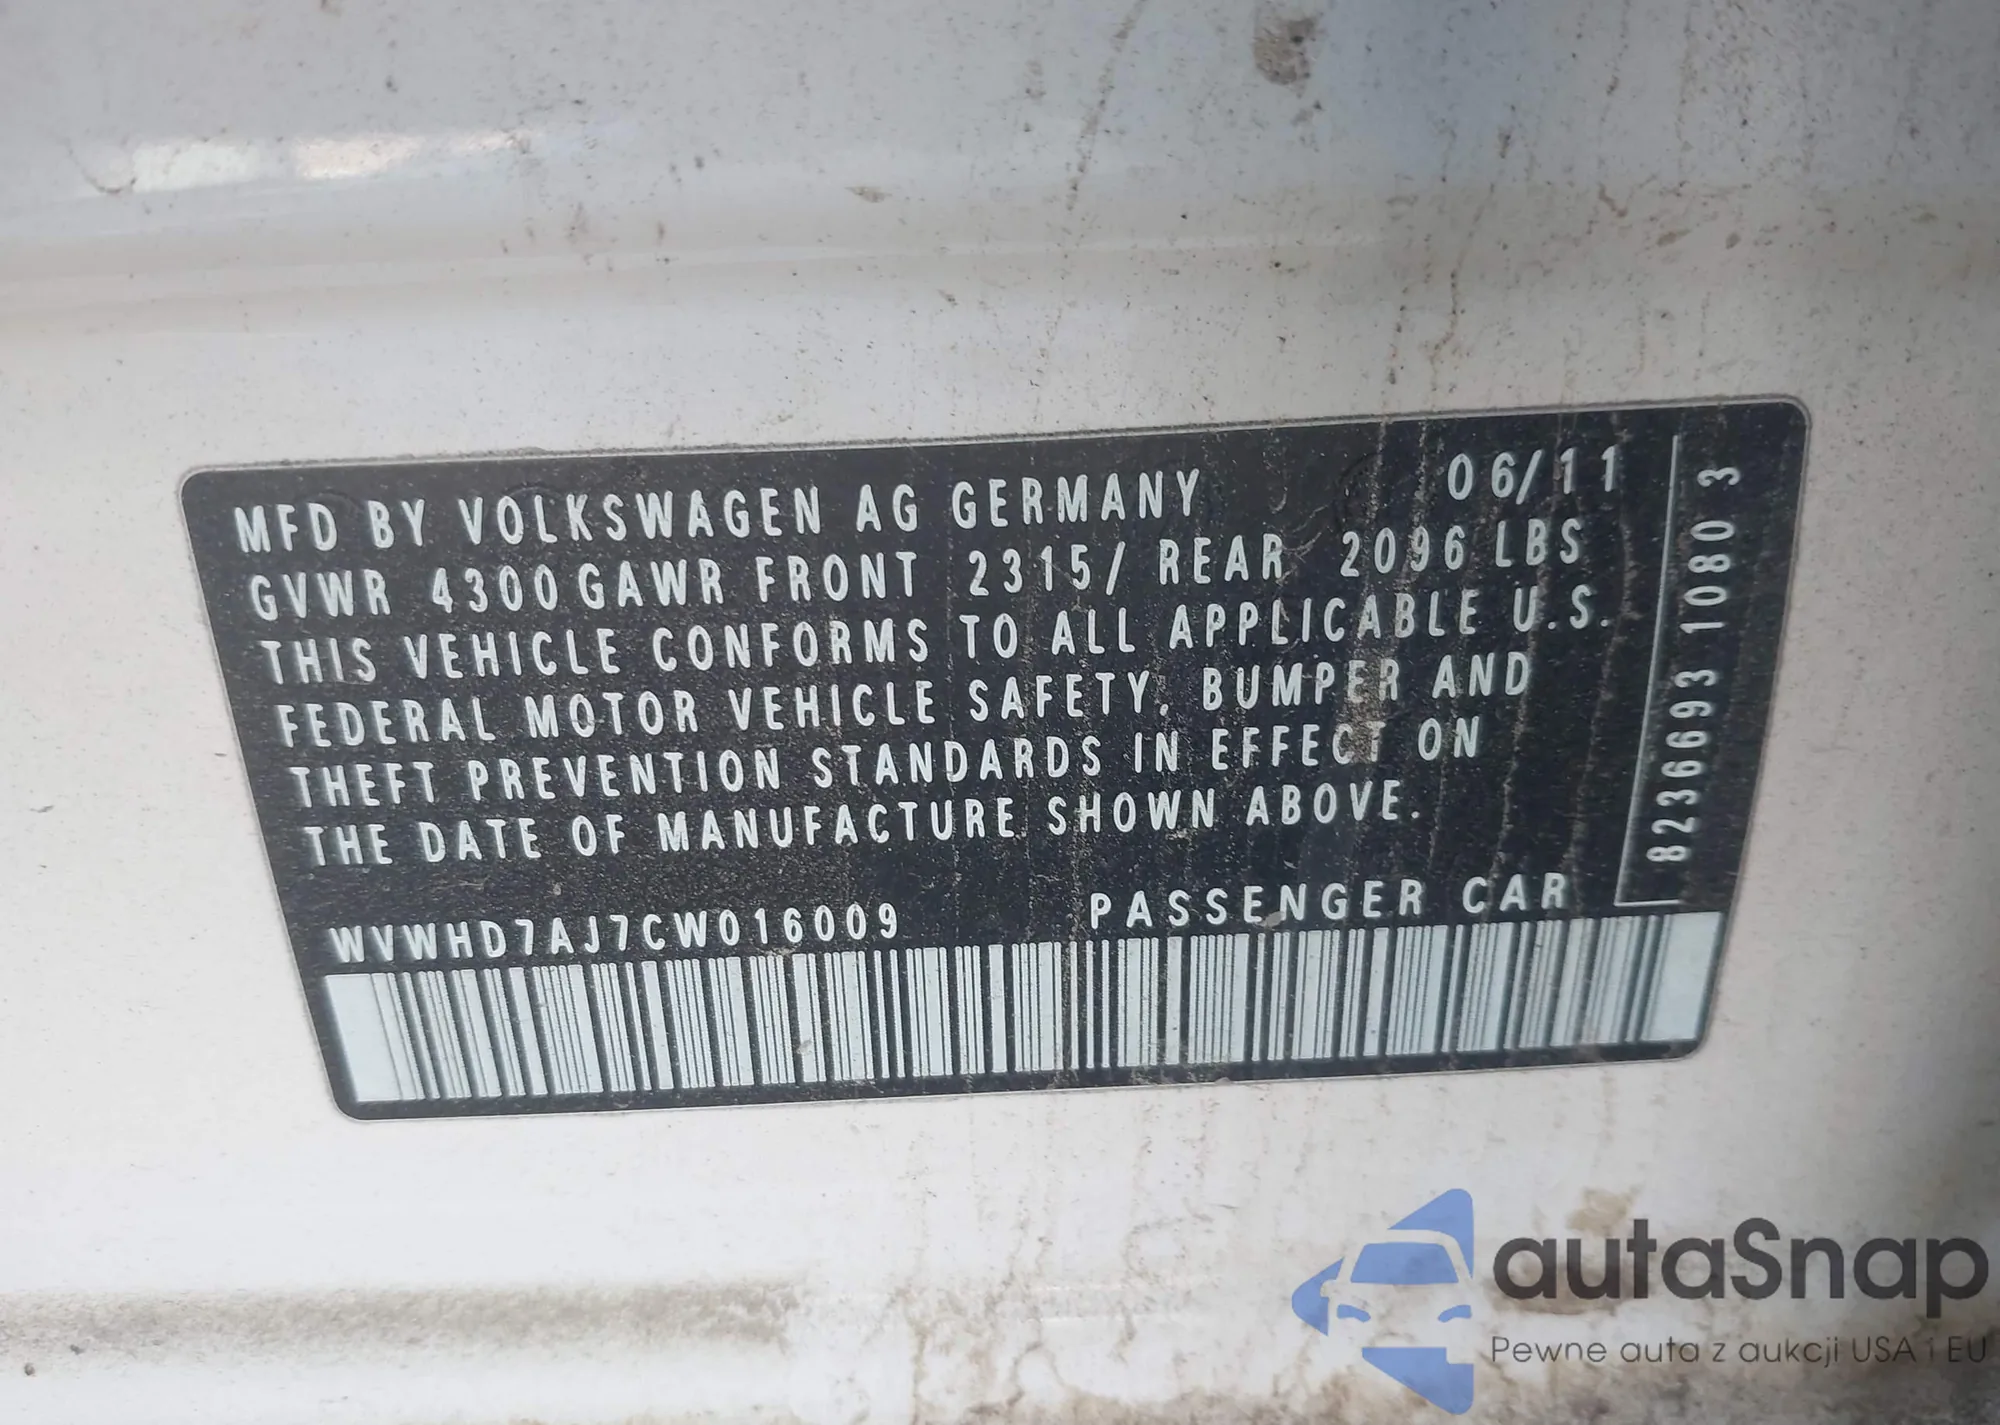 MFD BY VOLKSWAGEN AG GERMANY 06/11
GVWR 4300 GAWR FRONT 2315/ REAR 2096 LBS
THIS VEHICLE CONFORMS TO ALL APPLICABLE U.S.
FEDERAL MOTOR VEHICLE SAFETY, BUMPER AND
THEFT PREVENTION STANDARDS IN EFFECT ON
THE DATE OF MANUFACTURE SHOWN ABOVE.
WVWHD7AJ7CW016009 PASSENGER CAR
8236693 1080 3
autaSnap
Pewne auta z aukcji USA i EU